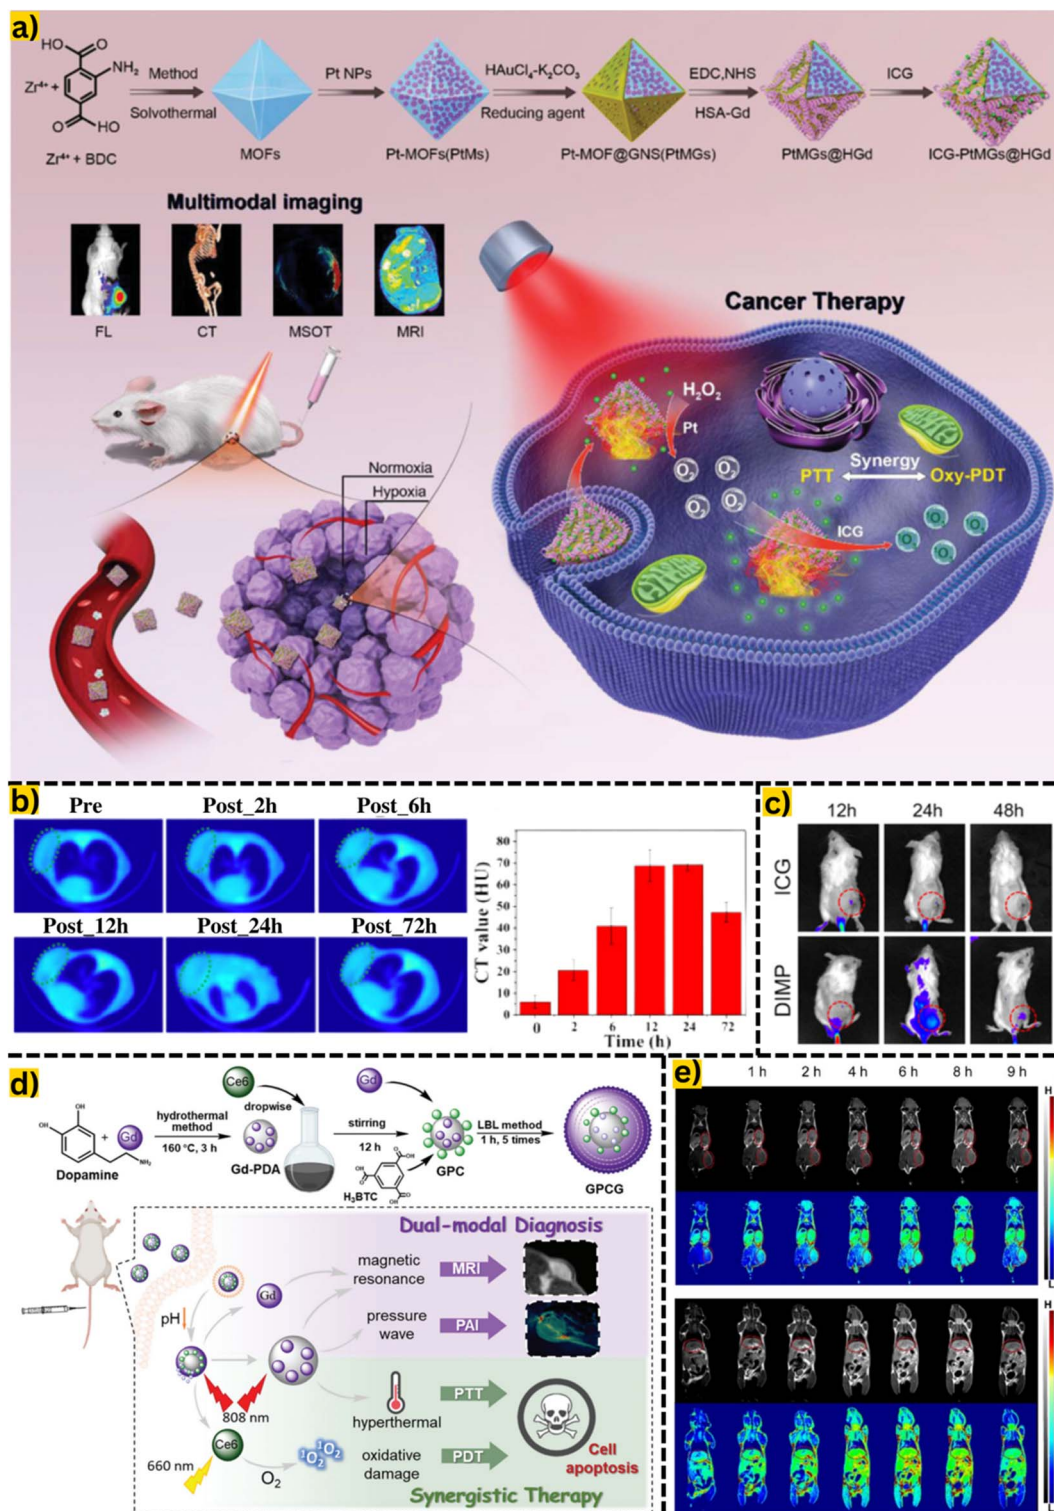 a)
HO
O
NH₂
Zr⁴⁺ +
O
HO
Zr⁴⁺ + BDC
Method
Solvothermal
MOFs
Pt NPs
Pt-MOFs(PtMs)
HAuCl₄-K₂CO₃
Reducing agent
Pt-MOF@GNS(PtMGs)
EDC,NHS
HSA-Gd
PtMGs@HGd
ICG
ICG-PtMGs@HGd
Multimodal imaging
FL
CT
MSOT
MRI
Normoxia
Hypoxia
Cancer Therapy
H₂O₂
Pt
O₂
O₂
O₂
O₂
O₂
PTT
Synergy
Oxy-PDT
ICG
b)
Pre
Post_2h
Post_6h
Post_12h
Post_24h
Post_72h
CT value (HU)
80
70
60
50
40
30
20
10
0
0
2
6
12
24
72
Time (h)
c)
12h
24h
48h
ICG
DIMP
d)
OH
HO
NH₂
Dopamine
+
Gd
hydrothermal
method
160 °C, 3 h
Gd-PDA
Ce6
dropwise
stirring
12 h
Gd
COOH
HOOC
COOH
H₃BTC
GPC
LBL method
1 h, 5 times
GPCG
Dual-modal Diagnosis
magnetic
resonance
MRI
Gd
pH
pressure
wave
PAI
808 nm
hyperthermal
PTT
Ce6
660 nm
O₂
¹O₂
¹O₂
¹O₂
oxidative
damage
PDT
Cell
apoptosis
Synergistic Therapy
e)
1 h
2 h
4 h
6 h
8 h
9 h
H
L
H
L